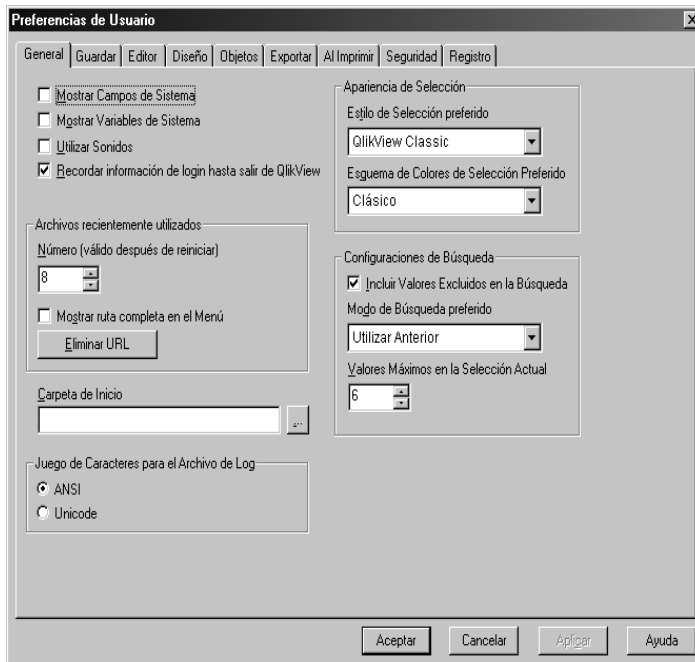 Preferencias de Usuario
General Guardar Editor Diseño Objetos Exportar Al Imprimir Seguridad Registro
Mostrar Campos de Sistema
Mostrar Variables de Sistema
Utilizar Sonidos
Recordar información de login hasta salir de QlikView
Archivos recientemente utilizados
Número (válido después de reiniciar)
8
Mostrar ruta completa en el Menú
Eliminar URL
Carpeta de Inicio
...
Juego de Caracteres para el Archivo de Log
ANSI
Unicode
Apariencia de Selección
Estilo de Selección preferido
QlikView Classic
Esguema de Colores de Selección Preferido
Clásico
Configuraciones de Búsqueda
Incluir Valores Excluidos en la Búsqueda
Modo de Búsqueda preferido
Utilizar Anterior
Valores Máximos en la Selección Actual
6
Aceptar Cancelar Aplicar Ayuda